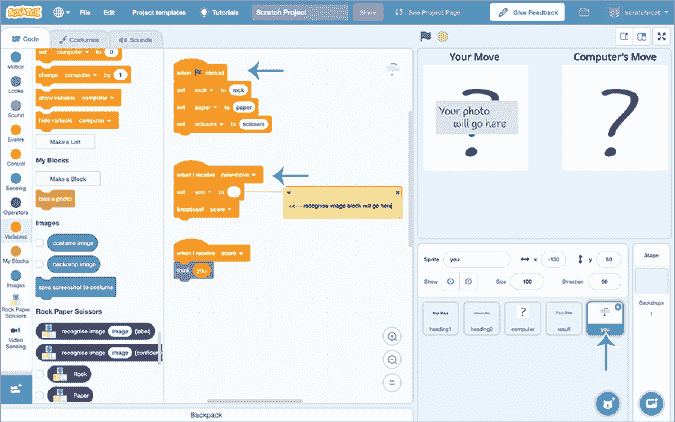 SCRATCH File Edit Project templates Tutorials Scratch Project Share See Project Page Give Feedback scratch-cat
Code Costumes Sounds
Motion
Looks
Sound
Events
Control
Sensing
Operators
Variables
My Blocks
Images
Rock Paper
Scissors
Video
Sensing
set computer to 0
change computer by 1
show variable computer
hide variable computer
Make a List
My Blocks
Make a Block
take a photo
Images
costume image
backdrop image
save screenshot to costume
Rock Paper Scissors
recognise image image (label)
recognise image image (confiden
Rock
Paper
when clicked
set rock to rock
set paper to paper
set scissors to scissors
when I receive new-move
set you to
broadcast score
<<--- recognise image block will go here
when I receive score
think you
Backpack
Your Move
Your photo
will go here
?
Computer's Move
?
Sprite you x -130 y 50
Show Size 100 Direction 90
heading1 heading2 computer result you
Stage
Backdrops
1